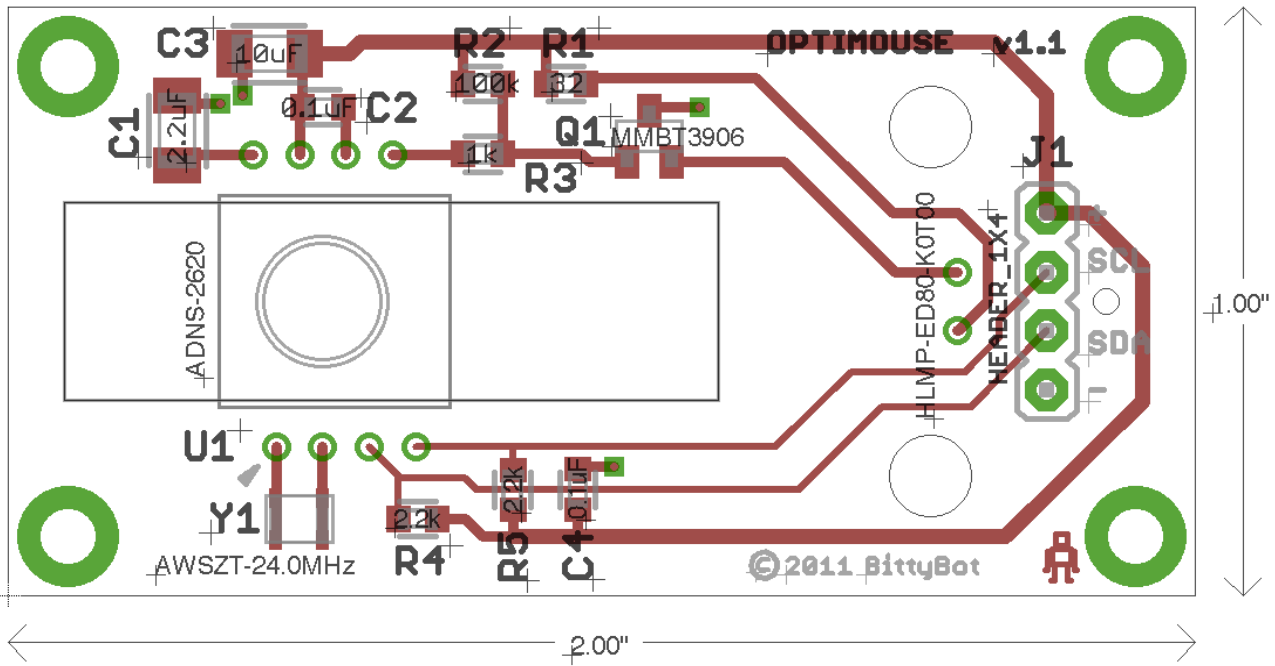 C3
10uF
R2
100k
R1
32
OPTIMOUSE v1.1
C1
2.2uF
0.1uF
C2
Q1
MMBT3906
J1
1k
R3
ADNS-2620
HLMP-ED80-K0T00
HEADER_1X4
+
SCL
SDA
-
1.00"
U1
Y1
AWSZT-24.0MHz
2.2k
R4
2.2k
R5
0.1uF
C4
©2011 BittyBot
2.00"